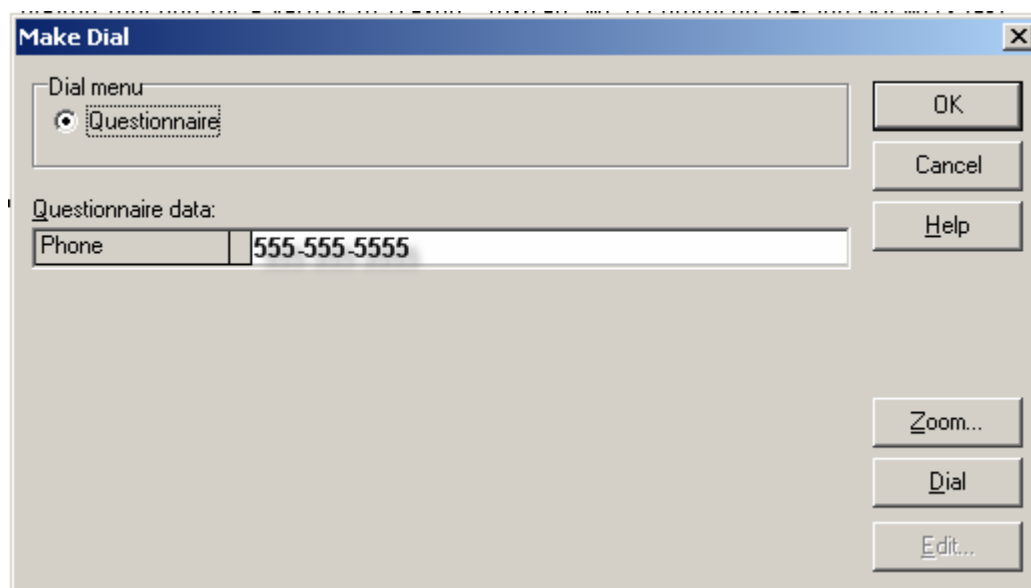 Make Dial
Dial menu
Questionnaire
OK
Cancel
Questionnaire data:
Help
Phone 555-555-5555
Zoom...
Dial
Edit...